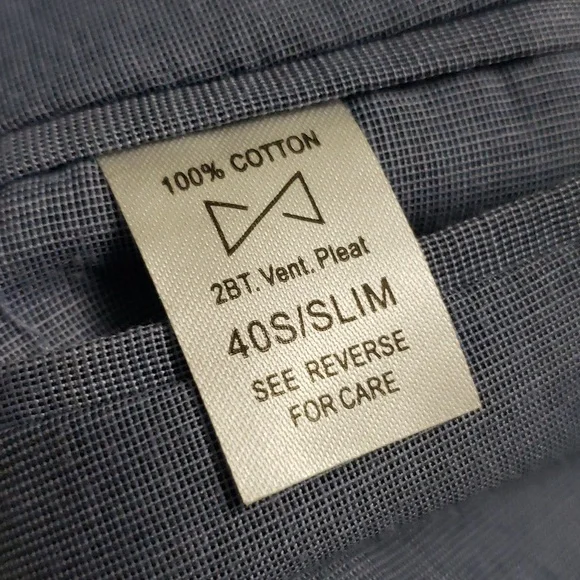 100% COTTON
2BT. Vent. Pleat
40S/SLIM
SEE REVERSE
FOR CARE